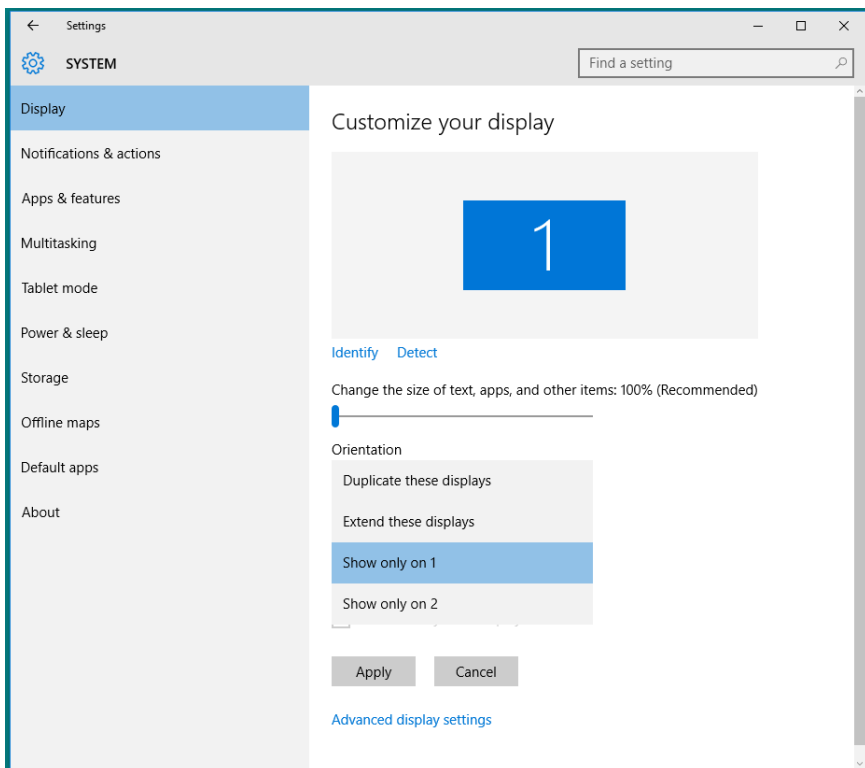 Settings
SYSTEM
Find a setting
Display
Notifications & actions
Apps & features
Multitasking
Tablet mode
Power & sleep
Storage
Offline maps
Default apps
About
Customize your display
1
Identify Detect
Change the size of text, apps, and other items: 100% (Recommended)
Orientation
Duplicate these displays
Extend these displays
Show only on 1
Show only on 2
Apply Cancel
Advanced display settings